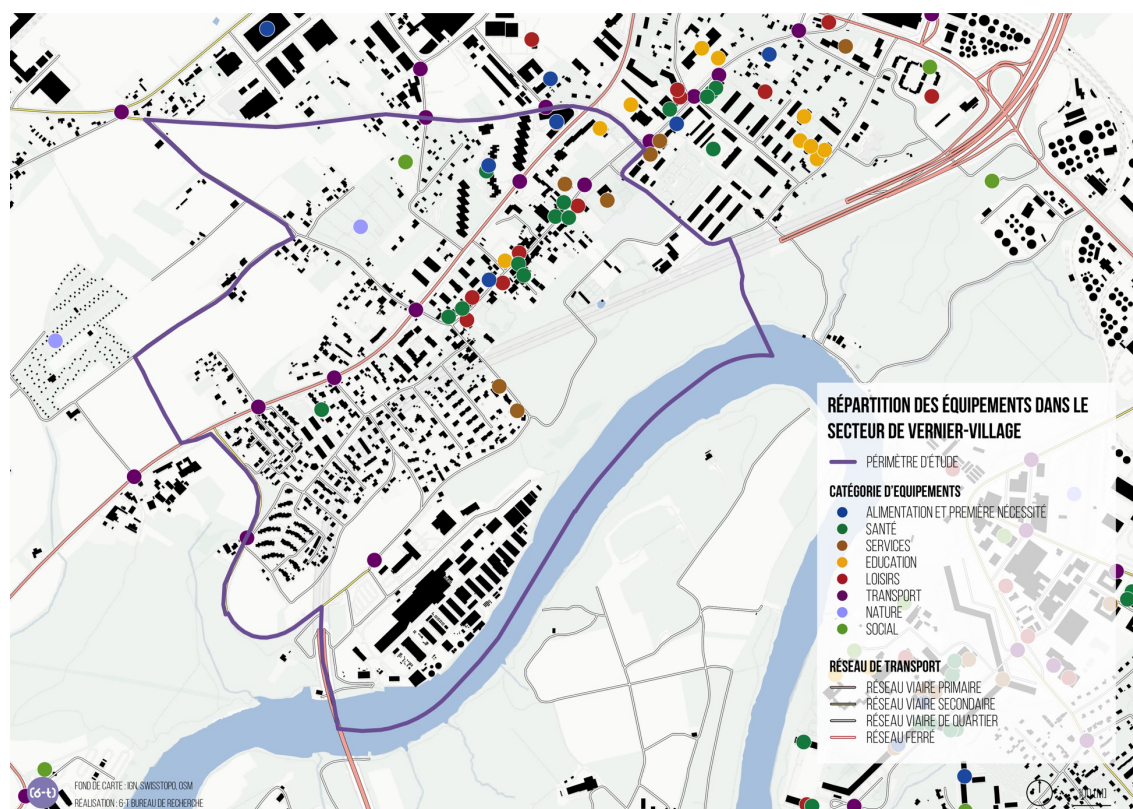 RÉPARTITION DES ÉQUIPEMENTS DANS LE
SECTEUR DE VERNIER-VILLAGE
PÉRIMÈTRE D'ÉTUDE
CATÉGORIE D'EQUIPEMENTS
ALIMENTATION ET PREMIÈRE NÉCESSITÉ
SANTÉ
SERVICES
EDUCATION
LOISIRS
TRANSPORT
NATURE
SOCIAL
RÉSEAU DE TRANSPORT
RÉSEAU VIAIRE PRIMAIRE
RÉSEAU VIAIRE SECONDAIRE
RÉSEAU VIAIRE DE QUARTIER
RÉSEAU FERRÉ
(6-t)
FOND DE CARTE : IGN, SWISSTOPO, OSM
RÉALISATION : 6-T BUREAU DE RECHERCHE